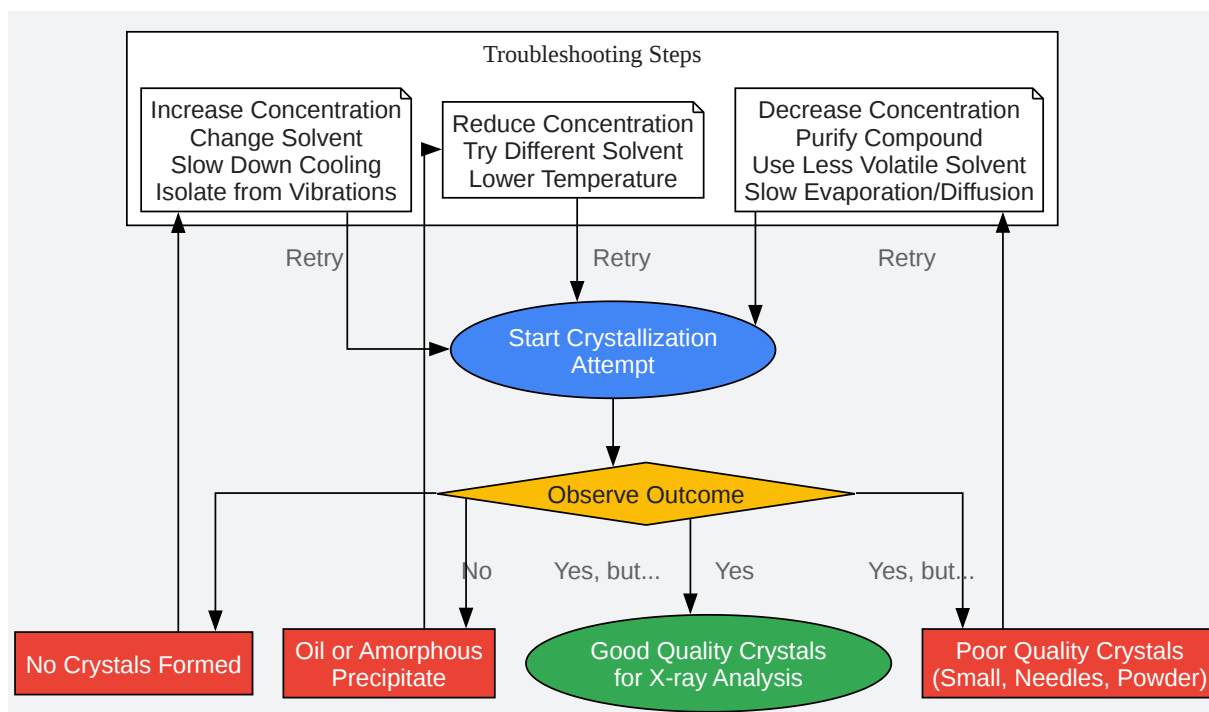 Troubleshooting Steps
Increase Concentration
Change Solvent
Slow Down Cooling
Isolate from Vibrations
Reduce Concentration
Try Different Solvent
Lower Temperature
Decrease Concentration
Purify Compound
Use Less Volatile Solvent
Slow Evaporation/Diffusion
Retry
Retry
Retry
Start Crystallization
Attempt
Observe Outcome
No
Yes, but...
Yes
Yes, but...
No Crystals Formed
Oil or Amorphous
Precipitate
Good Quality Crystals
for X-ray Analysis
Poor Quality Crystals
(Small, Needles, Powder)